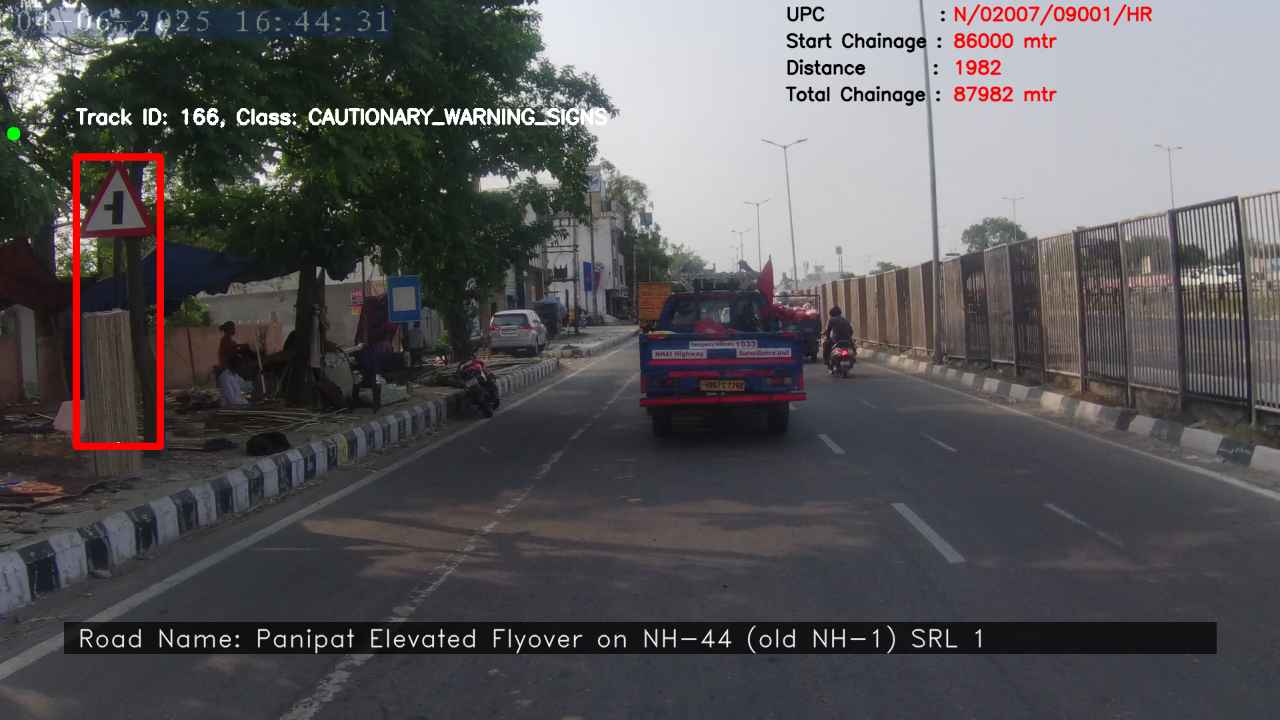 04-06-2025 16:44:31
UPC : N/02007/09001/HR
Start Chainage : 86000 mtr
Distance : 1982
Total Chainage : 87982 mtr
Track ID: 166, Class: CAUTIONARY_WARNING_SIGNS
1033
NHAI Highway
Road Name: Panipat Elevated Flyover on NH-44 (old NH-1) SRL 1